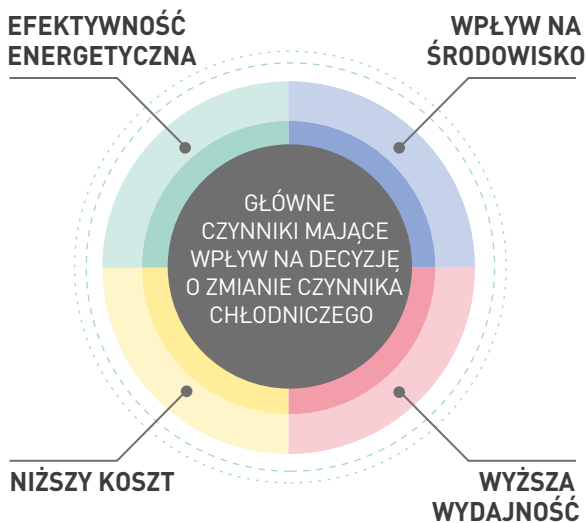 EFEKTYWNOŚĆ
ENERGETYCZNA
WPŁYW NA
ŚRODOWISKO
GŁÓWNE
CZYNNIKI MAJĄCE
WPŁYW NA DECYZJĘ
O ZMIANIE CZYNNIKA
CHŁODNICZEGO
NIŻSZY KOSZT
WYŻSZA
WYDAJNOŚĆ